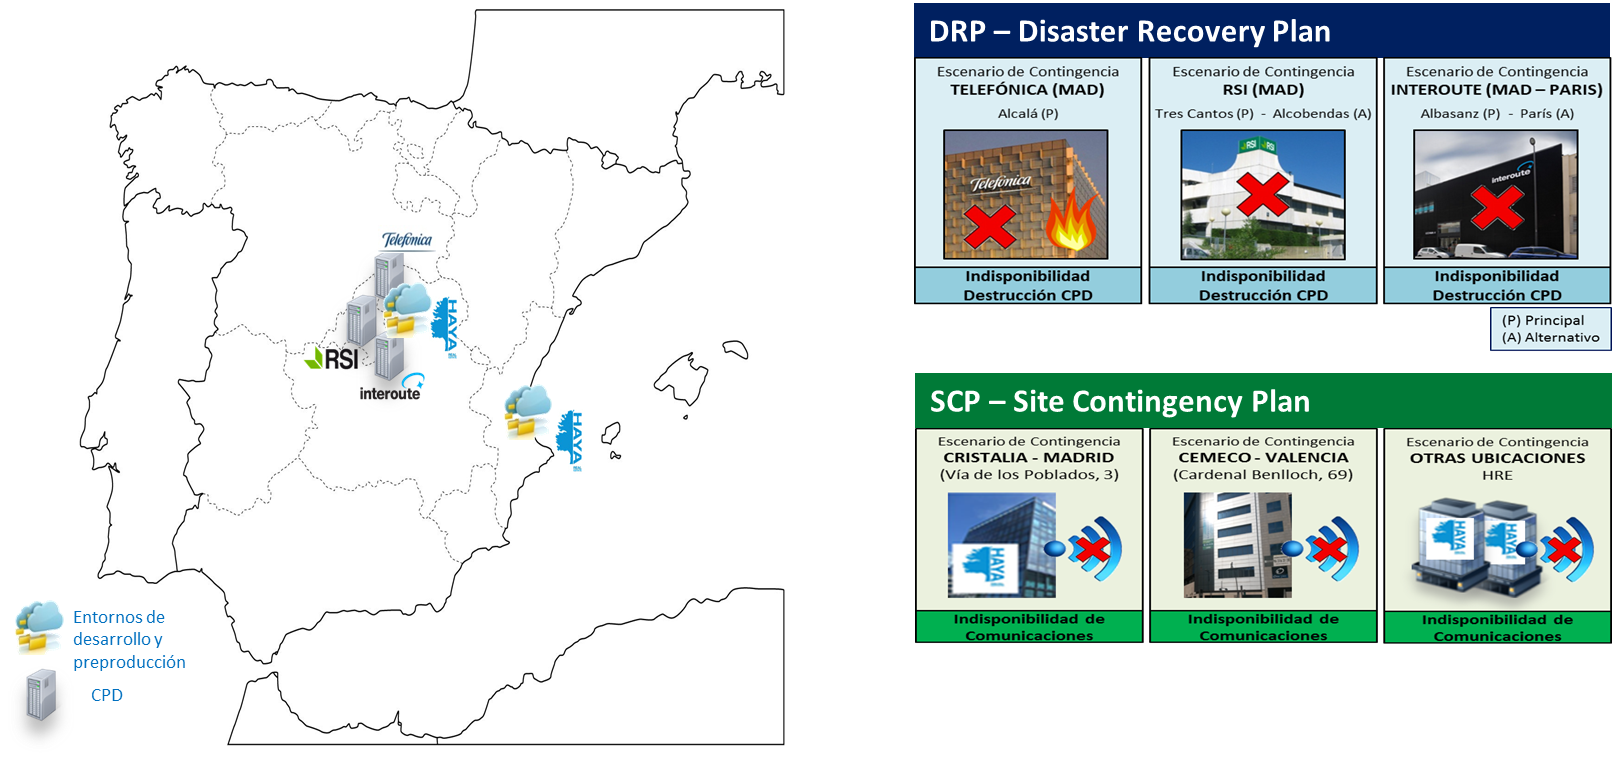 Telefónica
HAYA
RSI
interoute
HAYA
Entornos de
desarrollo y
preproducción
CPD
DRP – Disaster Recovery Plan
Escenario de Contingencia
TELEFÓNICA (MAD)
Alcalá (P)
Telefónica
Indisponibilidad
Destrucción CPD
Escenario de Contingencia
RSI (MAD)
Tres Cantos (P) - Alcobendas (A)
RSI RSI
Indisponibilidad
Destrucción CPD
Escenario de Contingencia
INTEROUTE (MAD – PARIS)
Albasanz (P) - París (A)
interoute
Indisponibilidad
Destrucción CPD
(P) Principal
(A) Alternativo
SCP – Site Contingency Plan
Escenario de Contingencia
CRISTALIA - MADRID
(Vía de los Poblados, 3)
HAYA
Indisponibilidad de
Comunicaciones
Escenario de Contingencia
CEMECO - VALENCIA
(Cardenal Benlloch, 69)
Indisponibilidad de
Comunicaciones
Escenario de Contingencia
OTRAS UBICACIONES
HRE
HAYA
HAYA
Indisponibilidad de
Comunicaciones